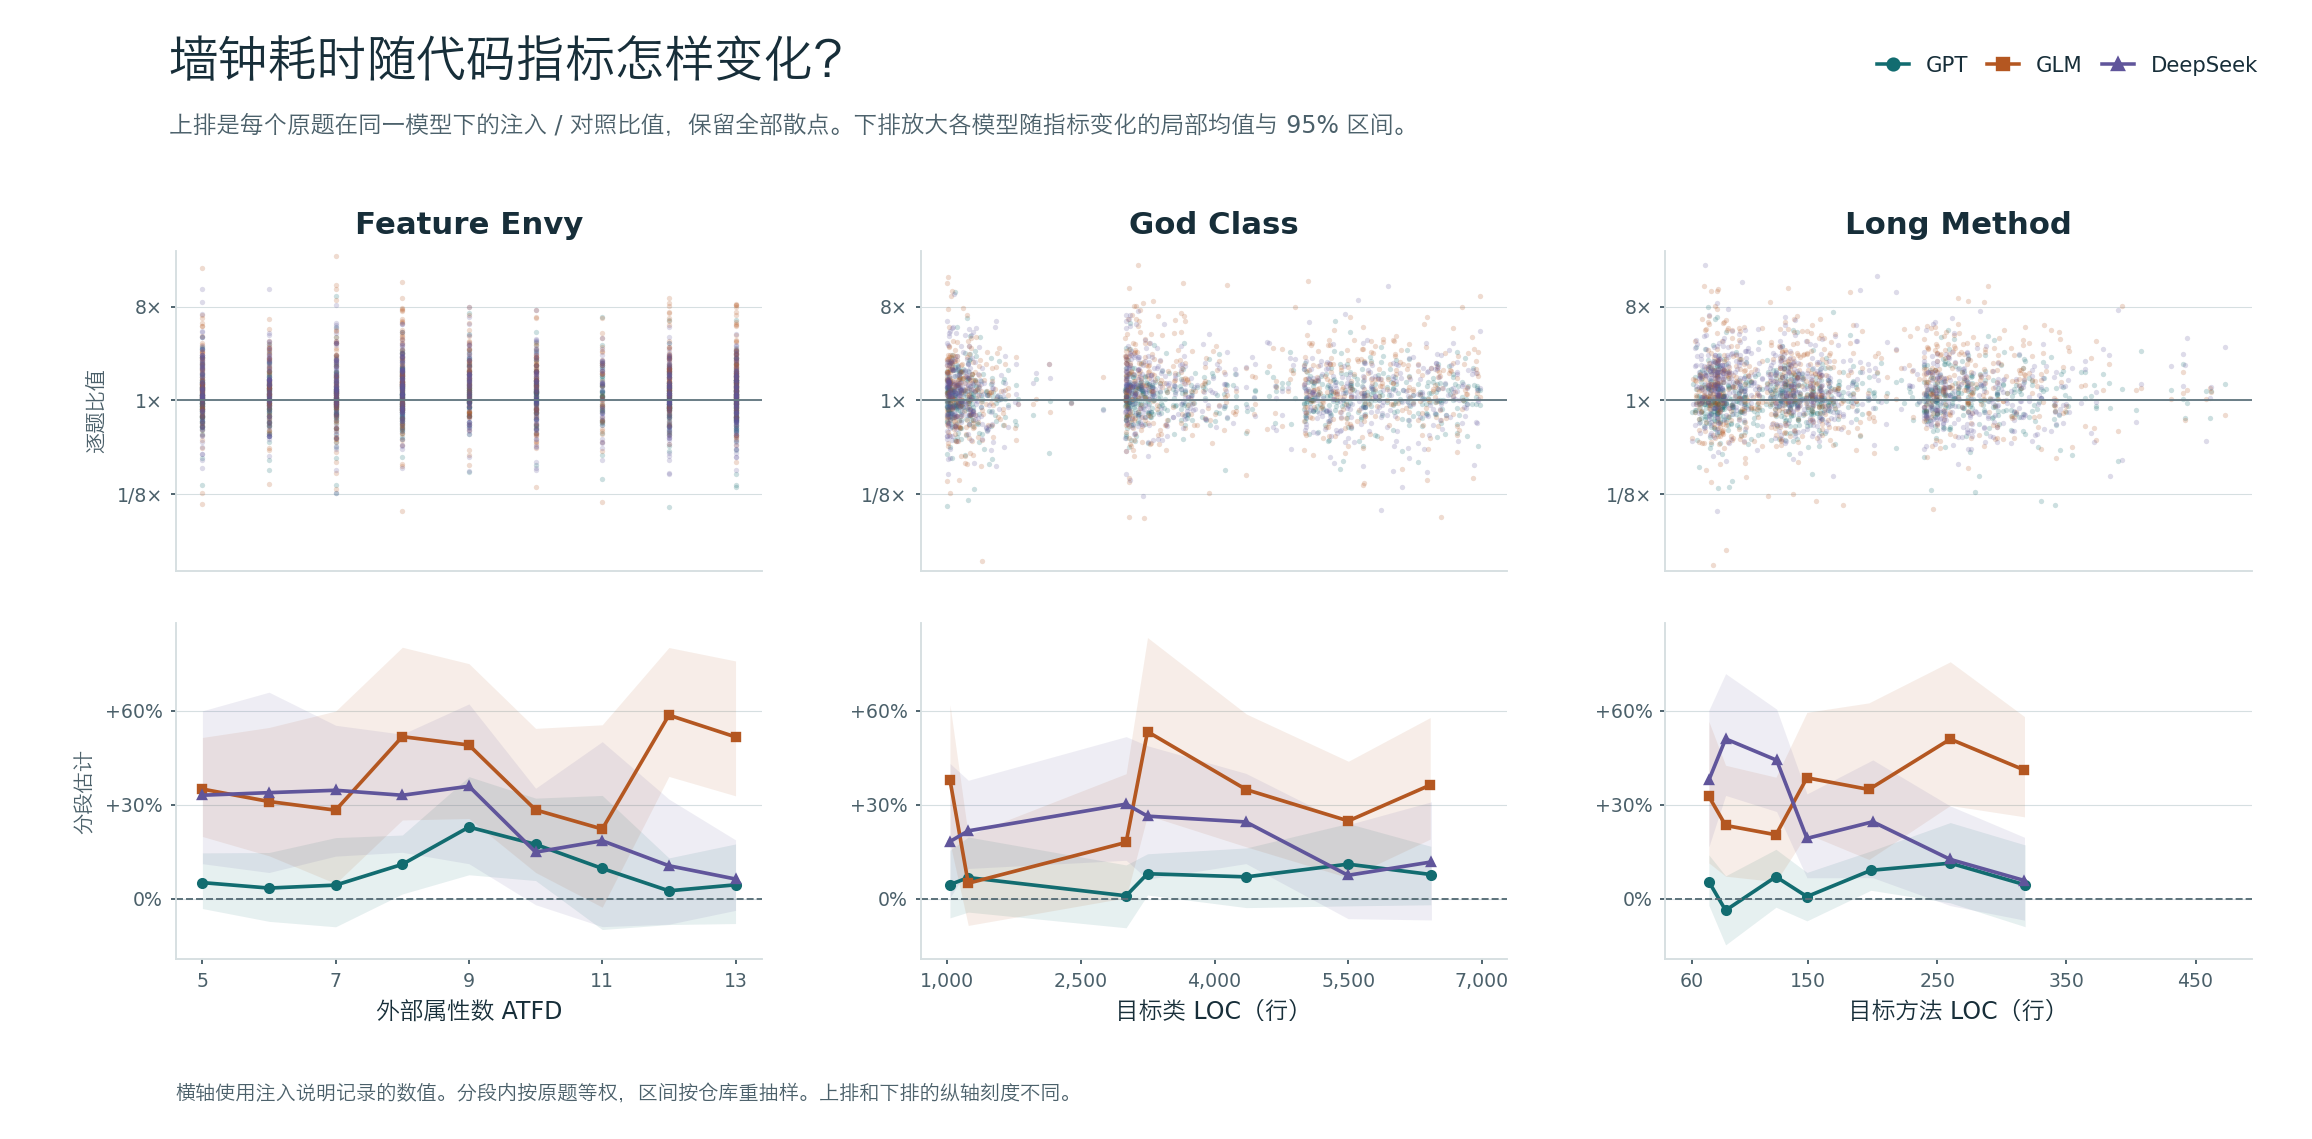 墙钟耗时随代码指标怎样变化?
GPT GLM DeepSeek
上排是每个原题在同一模型下的注入 / 对照比值，保留全部散点。下排放大各模型随指标变化的局部均值与 95% 区间。
Feature Envy
God Class
Long Method
逐题比值
8×
1×
1/8×
8×
1×
1/8×
8×
1×
1/8×
分段估计
+60%
+30%
0%
+60%
+30%
0%
+60%
+30%
0%
5 7 9 11 13
1,000 2,500 4,000 5,500 7,000
60 150 250 350 450
外部属性数 ATFD
目标类 LOC（行）
目标方法 LOC（行）
横轴使用注入说明记录的数值。分段内按原题等权，区间按仓库重抽样。上排和下排的纵轴刻度不同。